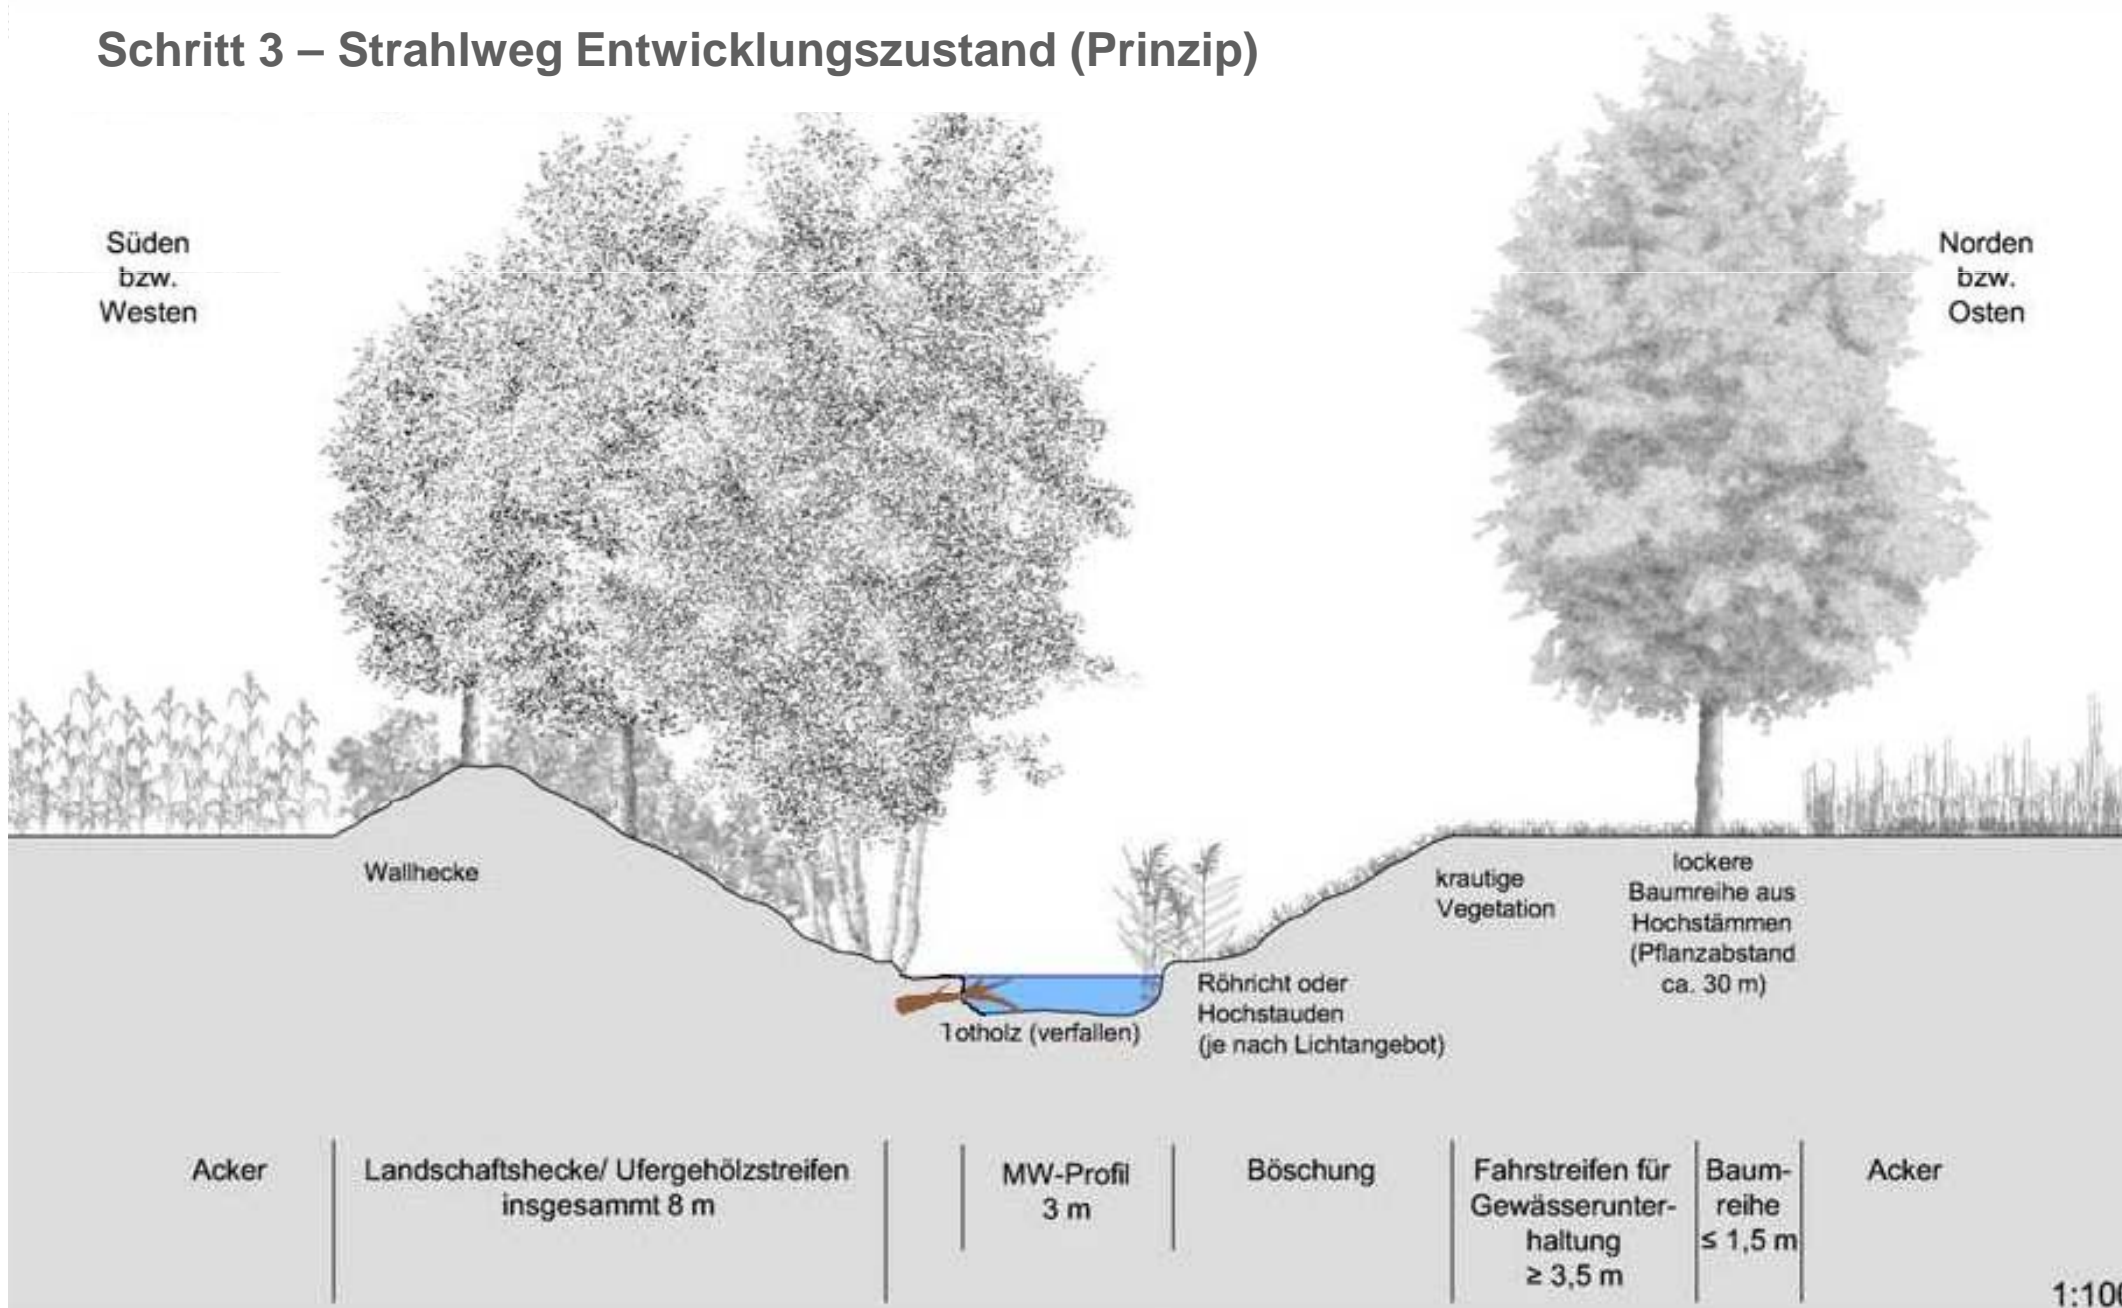 Schritt 3 – Strahlweg Entwicklungszustand (Prinzip)
Süden
bzw.
Westen
Norden
bzw.
Osten
Wallhecke
krautige
Vegetation
lockere
Baumreihe aus
Hochstämmen
(Pflanzabstand
ca. 30 m)
Röhricht oder
Hochstauden
(je nach Lichtangebot)
Totholz (verfallen)
Acker
Landschaftshecke/ Ufergehölzstreifen
insgesammt 8 m
MW-Profil
3 m
Böschung
Fahrstreifen für
Gewässerunter-
haltung
≥ 3,5 m
Baum-
reihe
≤ 1,5 m
Acker